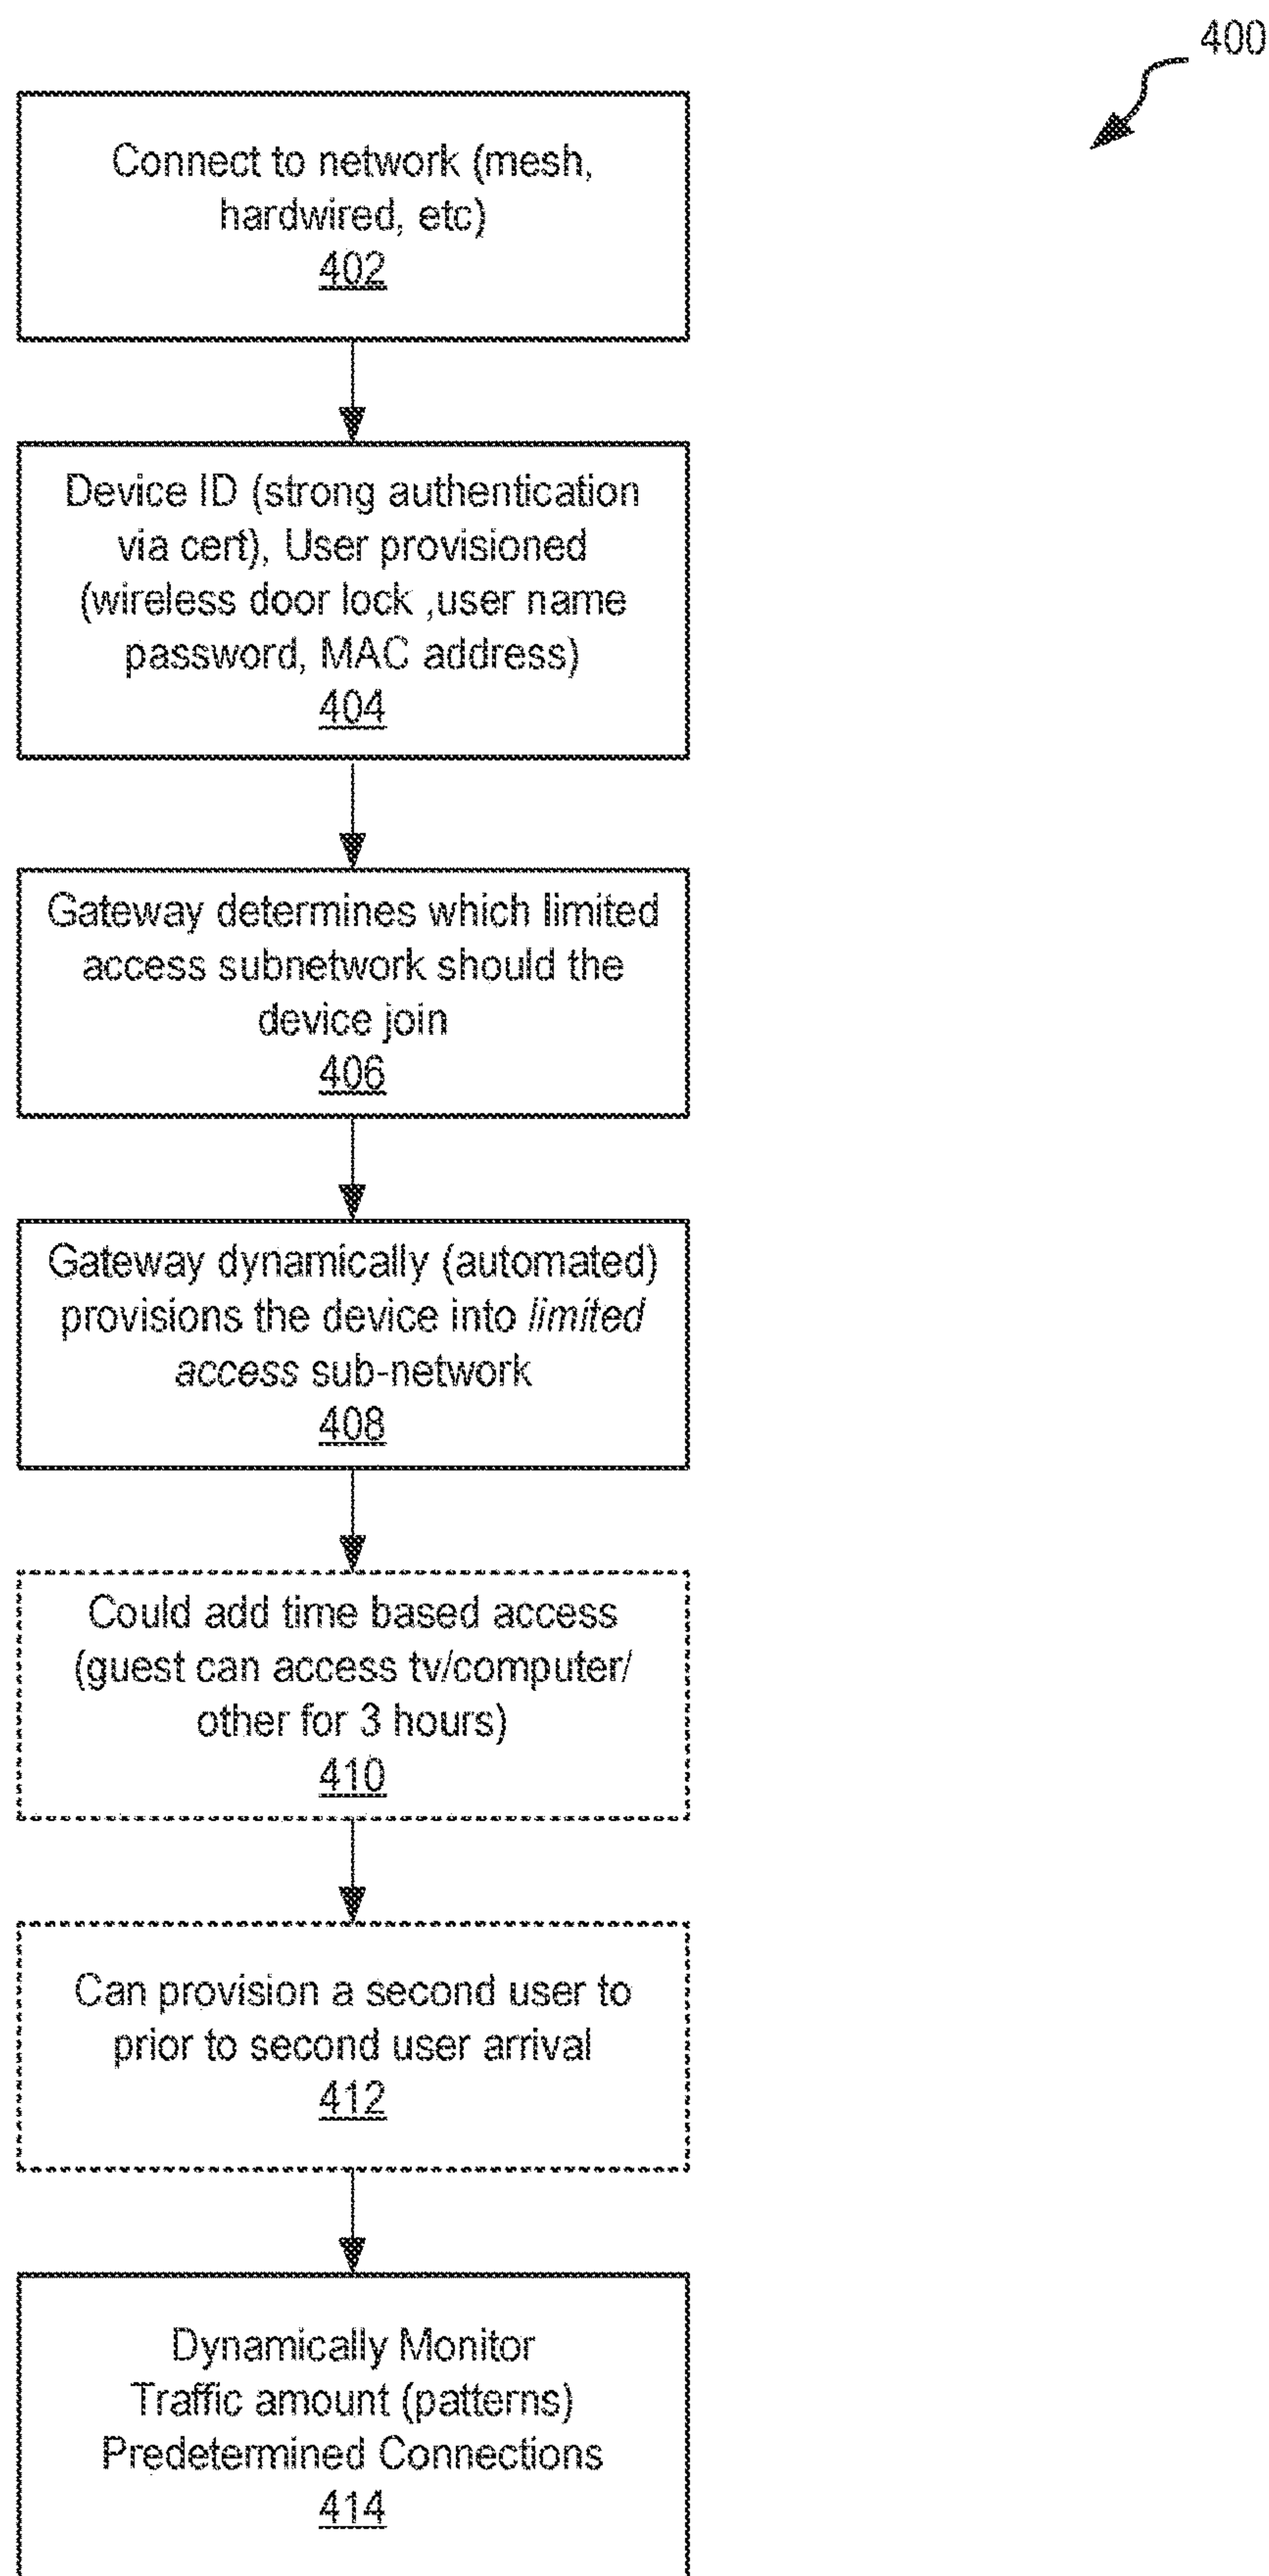 400
Connect to network (mesh,
hardwired, etc)
402
Device ID (strong authentication
via cert), User provisioned
(wireless door lock ,user name
password, MAC address)
404
Gateway determines which limited
access subnetwork should the
device join
406
Gateway dynamically (automated)
provisions the device into limited
access sub-network
408
Could add time based access
(guest can access tv/computer/
other for 3 hours)
410
Can provision a second user to
prior to second user arrival
412
Dynamically Monitor
Traffic amount (patterns)
Predetermined Connections
414